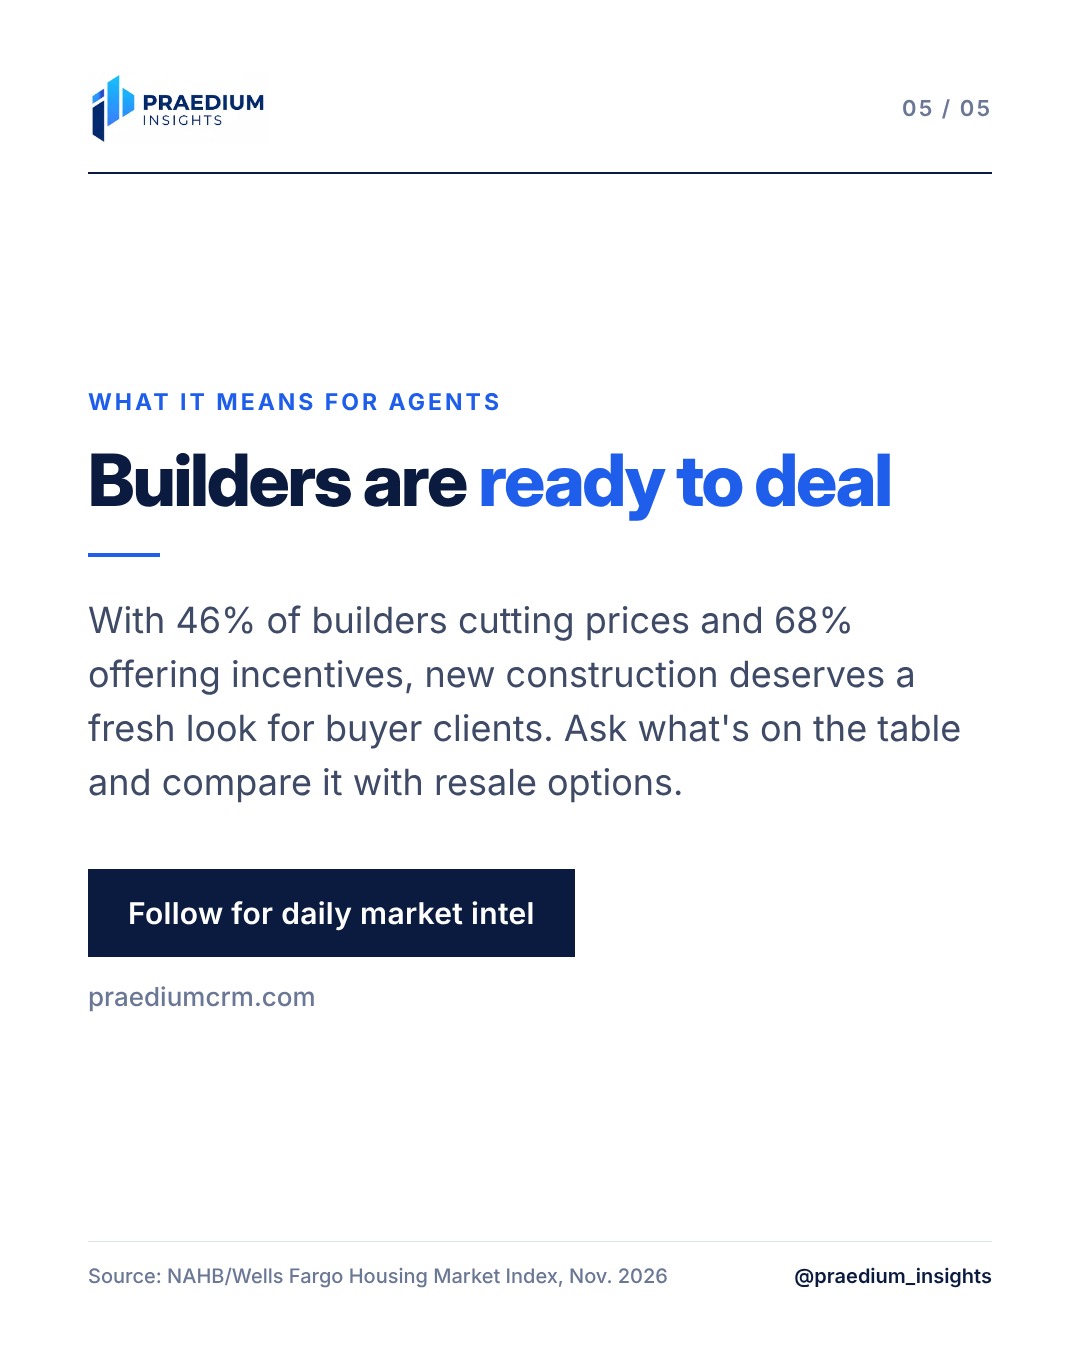 PRAEDIUM
INSIGHTS
05 / 05
WHAT IT MEANS FOR AGENTS
Builders are ready to deal
With 46% of builders cutting prices and 68%
offering incentives, new construction deserves a
fresh look for buyer clients. Ask what's on the table
and compare it with resale options.
Follow for daily market intel
praediumcrm.com
Source: NAHB/Wells Fargo Housing Market Index, Nov. 2026
@praedium_insights